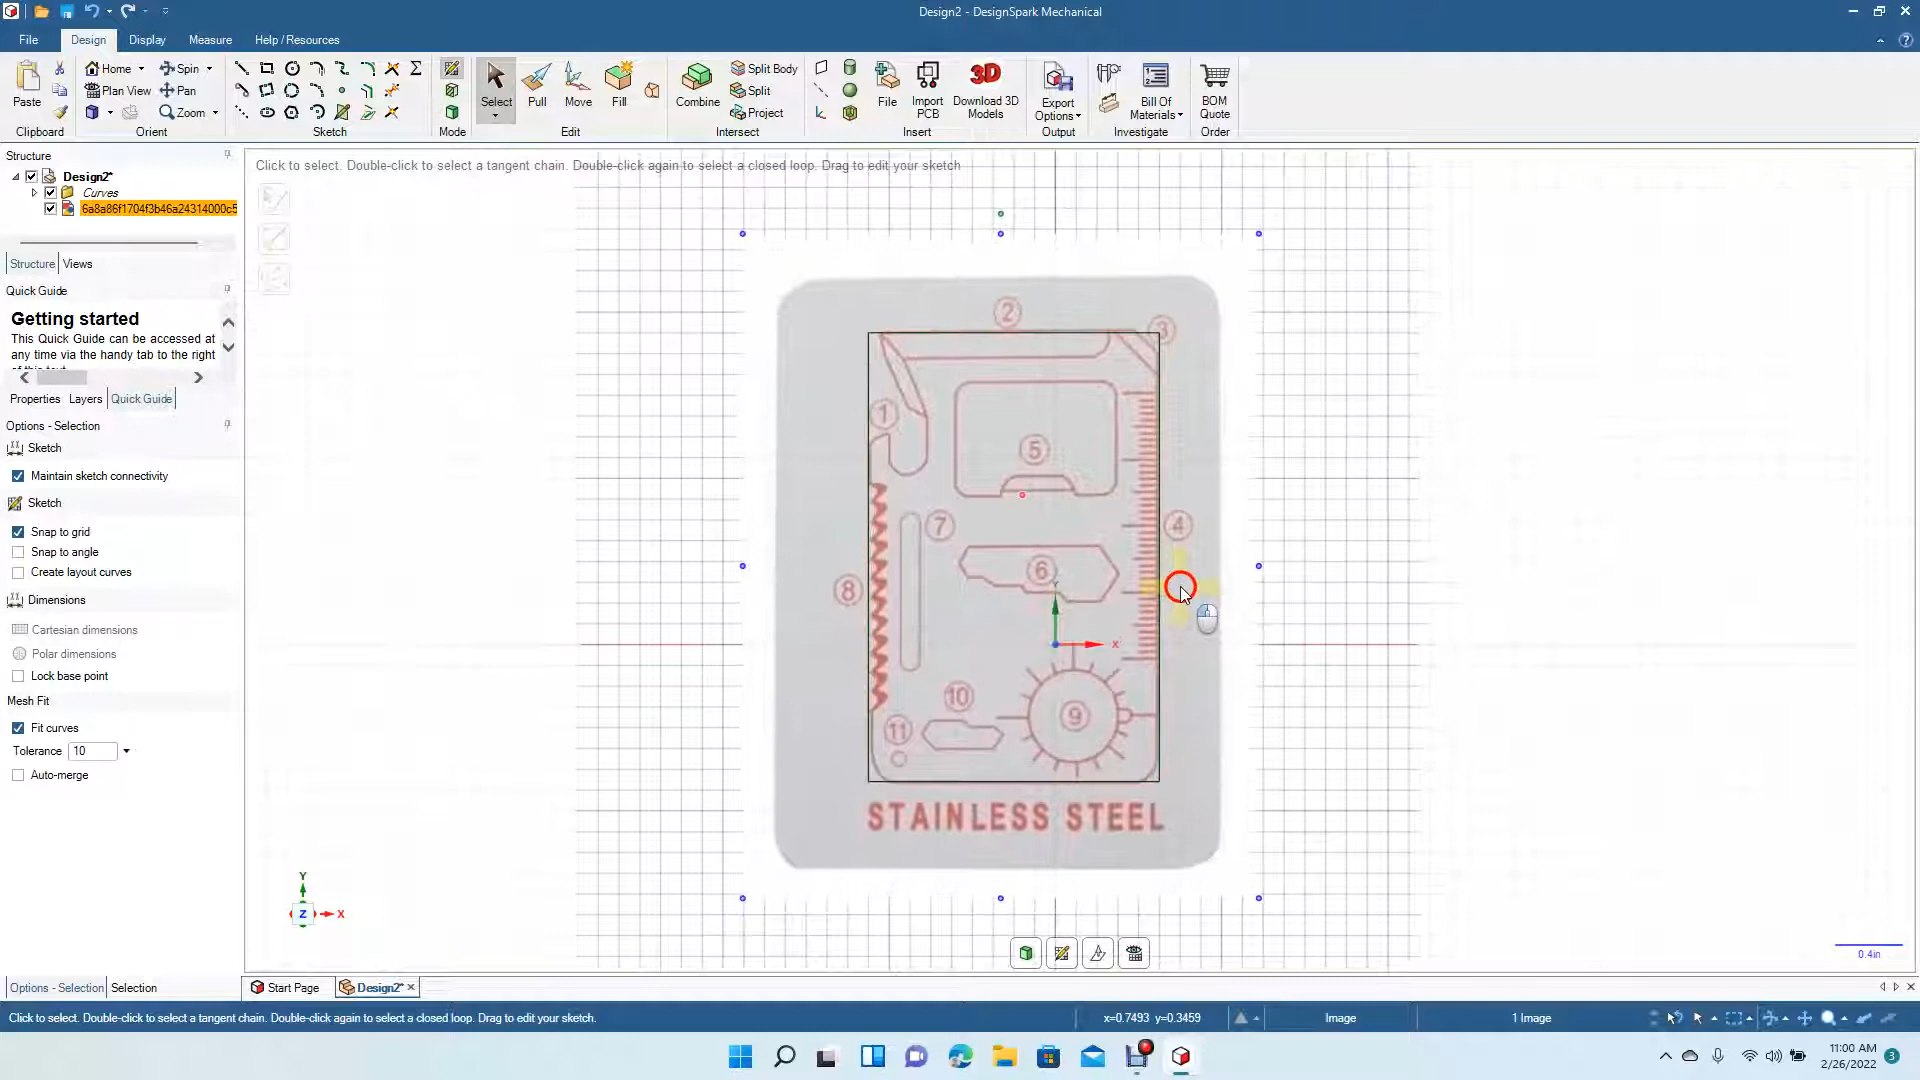 Design2 - DesignSpark Mechanical
File Design Display Measure Help / Resources
Paste
Home Spin
Plan View Pan
Zoom
Select Pull Move Fill
Combine
Split Body
Split
Project
File
Import PCB
Download 3D Models
Export Options
Bill Of Materials
BOM Quote
Clipboard Orient Sketch Mode Edit Intersect Insert Output Investigate Order
Structure
Design2*
Curves
6a8a86f1704f3b46a24314000c5
Structure Views
Quick Guide
Getting started
This Quick Guide can be accessed at
any time via the handy tab to the right
Properties Layers Quick Guide
Options - Selection
Sketch
Maintain sketch connectivity
Sketch
Snap to grid
Snap to angle
Create layout curves
Dimensions
Cartesian dimensions
Polar dimensions
Lock base point
Mesh Fit
Fit curves
Tolerance 10
Auto-merge
Options - Selection Selection
Click to select. Double-click to select a tangent chain. Double-click again to select a closed loop. Drag to edit your sketch
2
3
1
5
7
4
6
8
10
9
11
Y
X
STAINLESS STEEL
Y
Z X
0.4in
Start Page Design2*
Click to select. Double-click to select a tangent chain. Double-click again to select a closed loop. Drag to edit your sketch. x=0.7493 y=0.3459 Image 1 Image
11:00 AM
2/26/2022
3